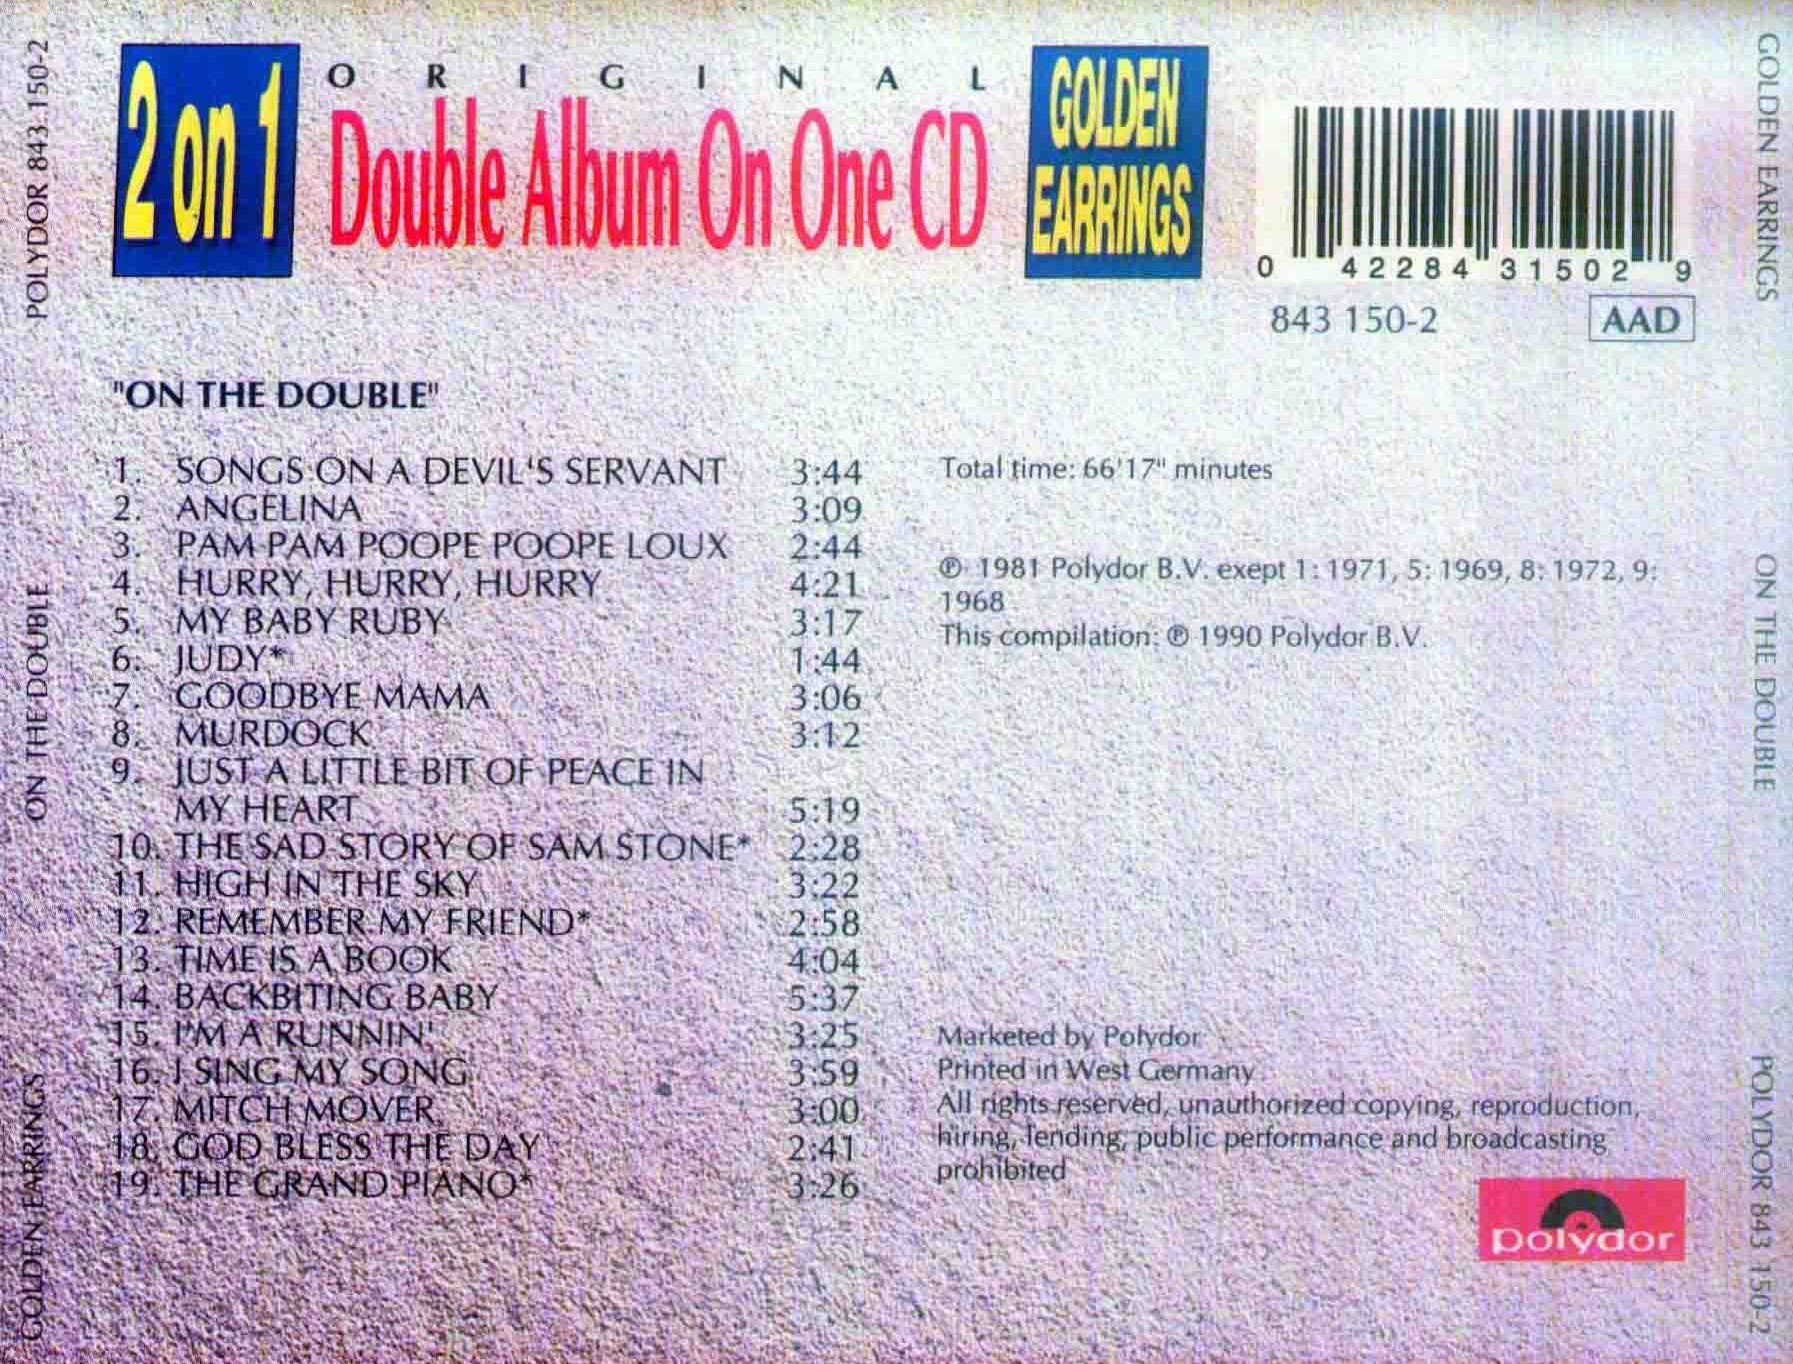 POLYDOR 843.150-2
ON THE DOUBLE
GOLDEN EARRINGS
2 on 1
ORIGINAL
Double Album On One CD
GOLDEN
EARRINGS
0 42284 31502 9
843 150-2
AAD
"ON THE DOUBLE"
1. SONGS ON A DEVIL'S SERVANT 3:44
2. ANGELINA 3:09
3. PAM PAM POOPE POOPE LOUX 2:44
4. HURRY, HURRY, HURRY 4:21
5. MY BABY RUBY 3:17
6. JUDY* 1:44
7. GOODBYE MAMA 3:06
8. MURDOCK 3:12
9. JUST A LITTLE BIT OF PEACE IN
MY HEART 5:19
10. THE SAD STORY OF SAM STONE* 2:28
11. HIGH IN THE SKY 3:22
12. REMEMBER MY FRIEND* 2:58
13. TIME IS A BOOK 4:04
14. BACKBITING BABY 5:37
15. I'M A RUNNIN' 3:25
16. I SING MY SONG 3:59
17. MITCH MOVER 3:00
18. GOD BLESS THE DAY 2:41
19. THE GRAND PIANO* 3:26
Total time: 66'17" minutes
℗ 1981 Polydor B.V. exept 1: 1971, 5: 1969, 8: 1972, 9:
1968
This compilation: ℗ 1990 Polydor B.V.
Marketed by Polydor
Printed in West Germany
All rights reserved, unauthorized copying, reproduction,
hiring, lending, public performance and broadcasting
prohibited
polydor
GOLDEN EARRINGS
ON THE DOUBLE
POLYDOR 843 150-2